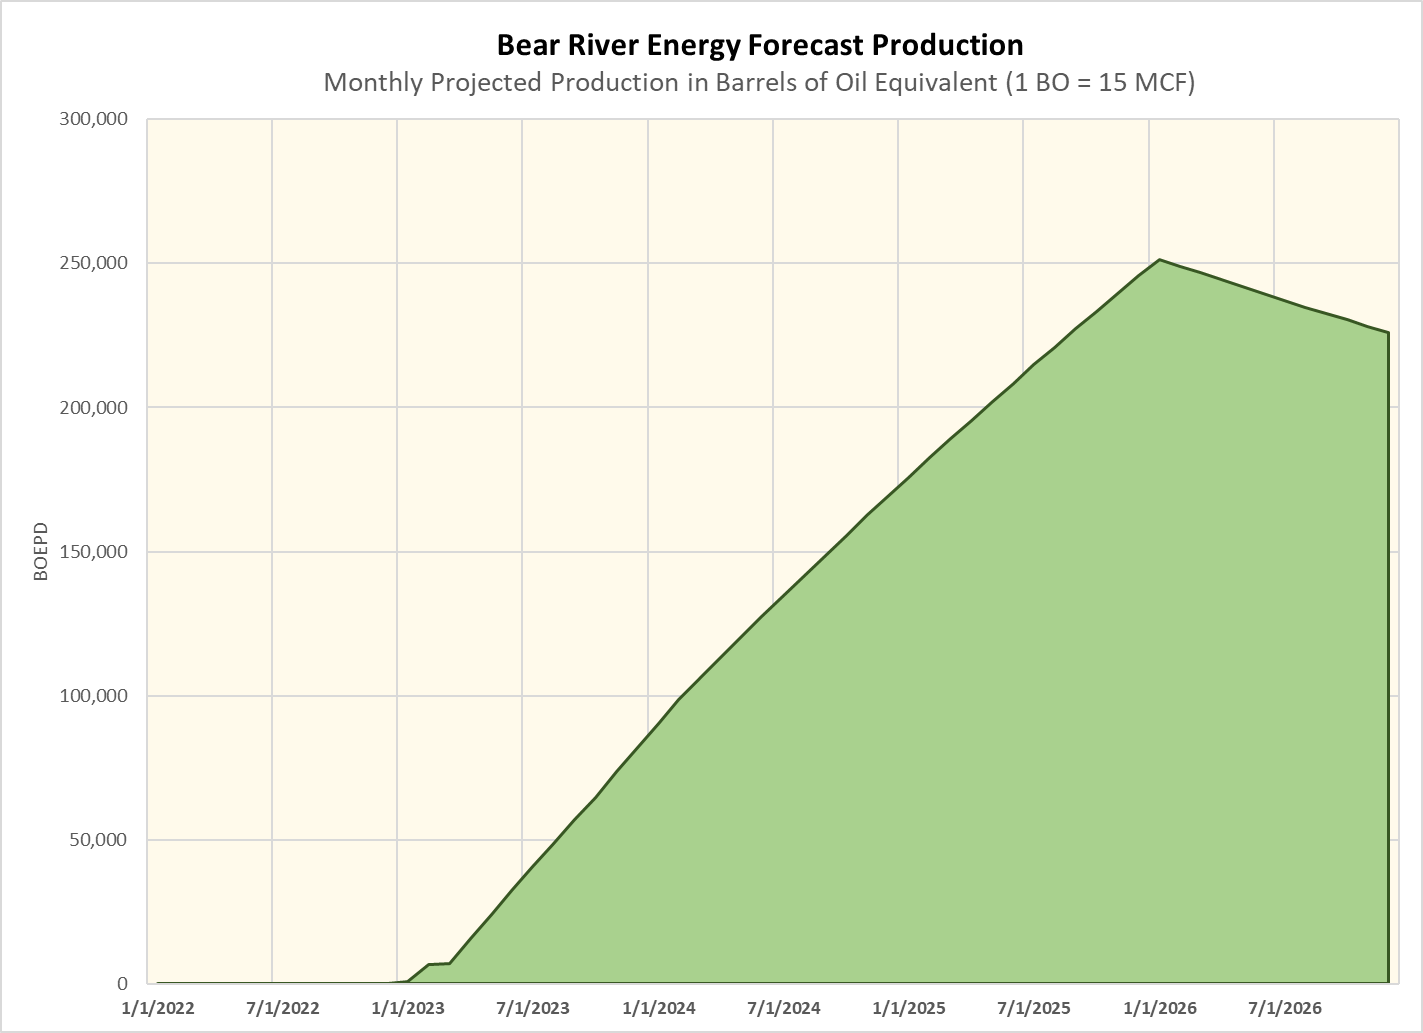 Bear River Energy Forecast Production
Monthly Projected Production in Barrels of Oil Equivalent (1 BO = 15 MCF)
300,000
250,000
200,000
150,000
100,000
50,000
0
BOEPD
1/1/2022 7/1/2022 1/1/2023 7/1/2023 1/1/2024 7/1/2024 1/1/2025 7/1/2025 1/1/2026 7/1/2026